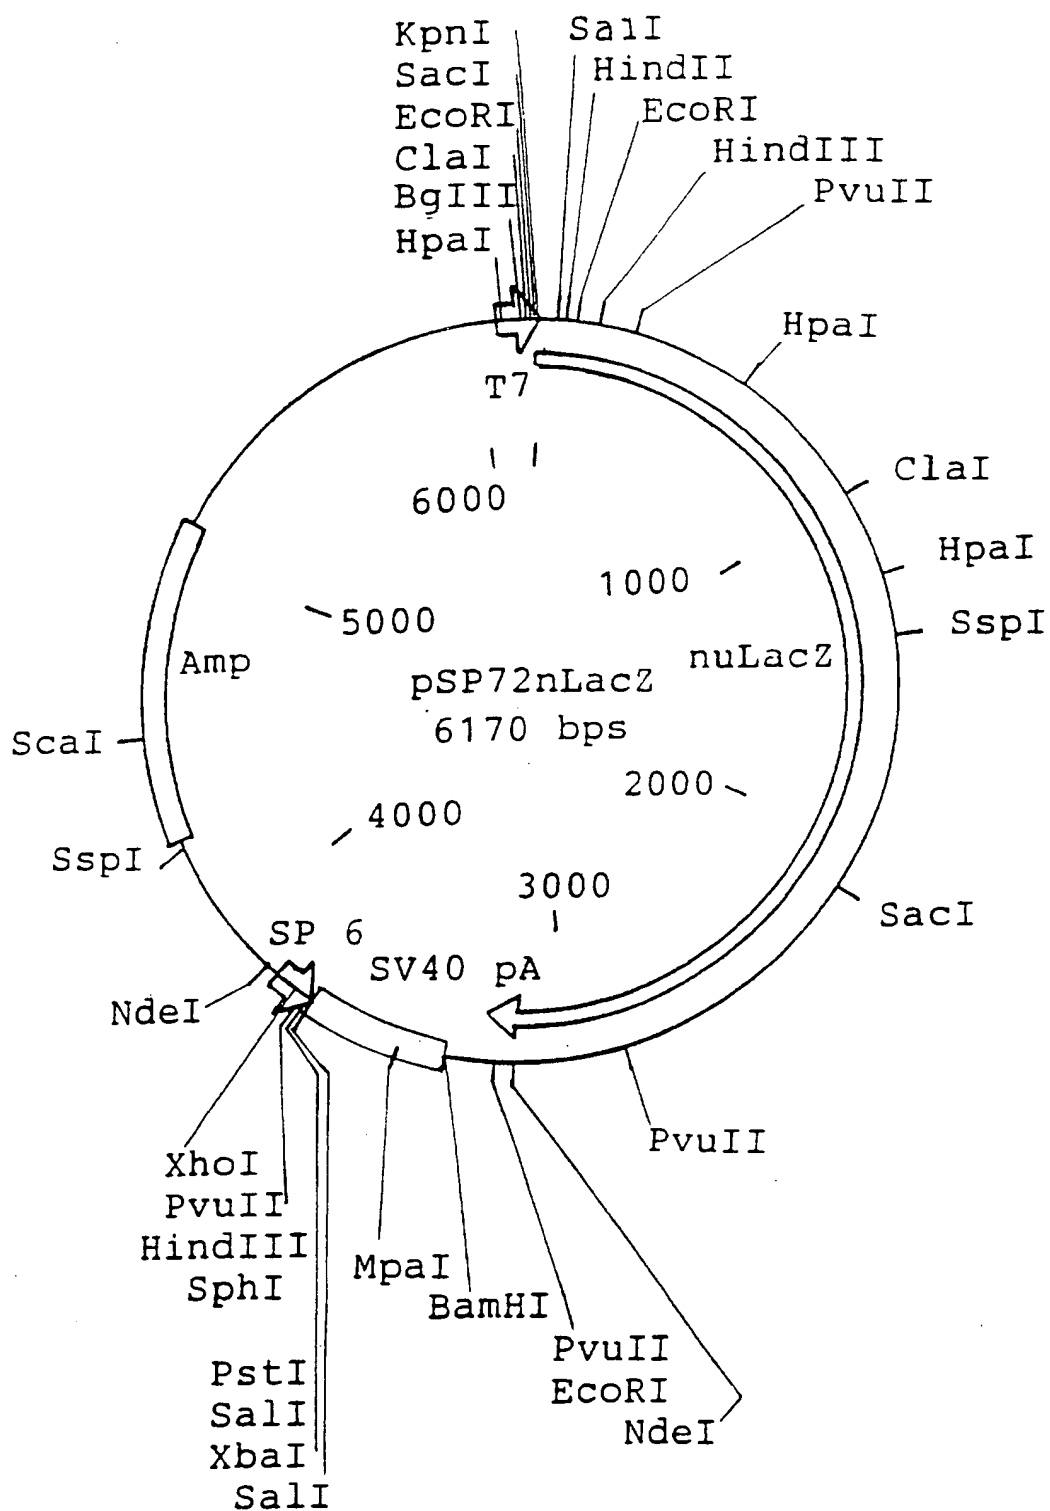 KpnI
SacI
EcoRI
ClaI
BgIII
HpaI
SalI
HindII
EcoRI
HindIII
PvuII
HpaI
ClaI
HpaI
SspI
SacI
PvuII
T7
6000
1000
5000
nuLacZ
Amp
pSP72nLacZ
6170 bps
2000
4000
3000
ScaI
SspI
SP 6
SV40 pA
NdeI
XhoI
PvuII
HindIII
SphI
MpaI
BamHI
PvuII
EcoRI
NdeI
PstI
SalI
XbaI
SalI